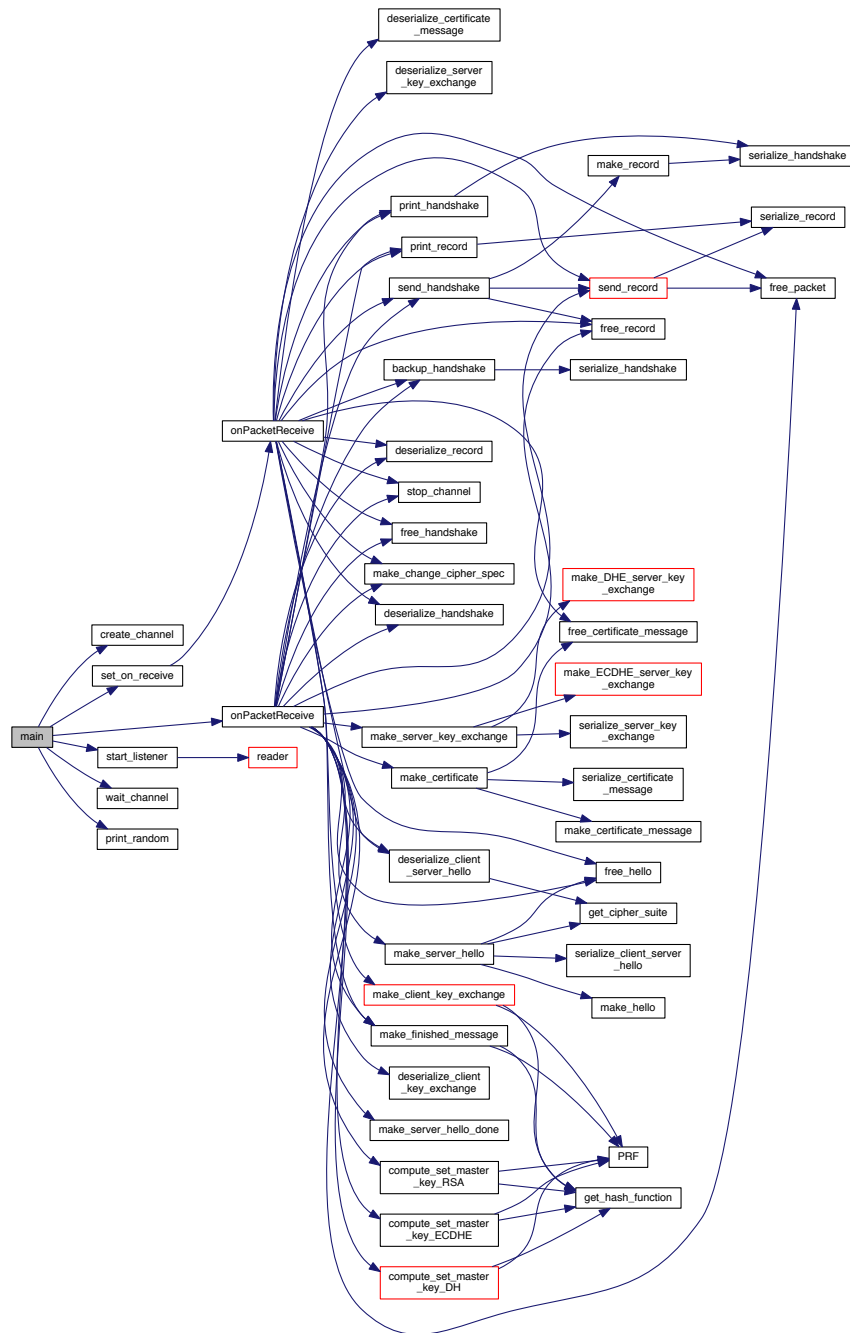 deserialize_certificate
_message
deserialize_server
_key_exchange
make_record
serialize_handshake
print_handshake
serialize_record
print_record
send_handshake
send_record
free_packet
free_record
backup_handshake
serialize_handshake
onPacketReceive
deserialize_record
stop_channel
free_handshake
make_change_cipher_spec
make_DHE_server_key
_exchange
deserialize_handshake
create_channel
free_certificate_message
set_on_receive
make_ECDHE_server_key
_exchange
onPacketReceive
main
make_server_key_exchange
serialize_server_key
_exchange
start_listener
reader
make_certificate
serialize_certificate
_message
wait_channel
print_random
make_certificate_message
deserialize_client
_server_hello
free_hello
get_cipher_suite
make_server_hello
serialize_client_server
_hello
make_client_key_exchange
make_hello
make_finished_message
deserialize_client
_key_exchange
make_server_hello_done
PRF
compute_set_master
_key_RSA
get_hash_function
compute_set_master
_key_ECDHE
compute_set_master
_key_DH